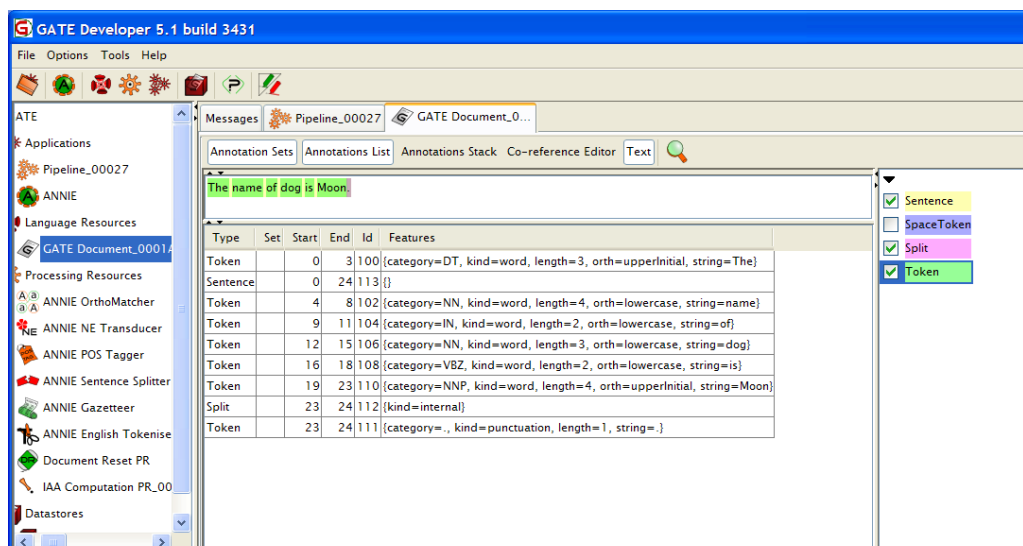 GATE Developer 5.1 build 3431
File Options Tools Help
ATE
Applications
Pipeline_00027
ANNIE
Language Resources
GATE Document_0001A
Processing Resources
ANNIE OrthoMatcher
ANNIE NE Transducer
ANNIE POS Tagger
ANNIE Sentence Splitter
ANNIE Gazetteer
ANNIE English Tokenise
Document Reset PR
IAA Computation PR_00
Datastores
Messages Pipeline_00027 GATE Document_0...
Annotation Sets Annotations List Annotations Stack Co-reference Editor Text
The name of dog is Moon.
Type Set Start End Id Features
Token 0 3 100 {category=DT, kind=word, length=3, orth=upperInitial, string=The}
Sentence 0 24 113 {}
Token 4 8 102 {category=NN, kind=word, length=4, orth=lowercase, string=name}
Token 9 11 104 {category=IN, kind=word, length=2, orth=lowercase, string=of}
Token 12 15 106 {category=NN, kind=word, length=3, orth=lowercase, string=dog}
Token 16 18 108 {category=VBZ, kind=word, length=2, orth=lowercase, string=is}
Token 19 23 110 {category=NNP, kind=word, length=4, orth=upperInitial, string=Moon}
Split 23 24 112 {kind=internal}
Token 23 24 111 {category=., kind=punctuation, length=1, string=.}
Sentence
SpaceToken
Split
Token